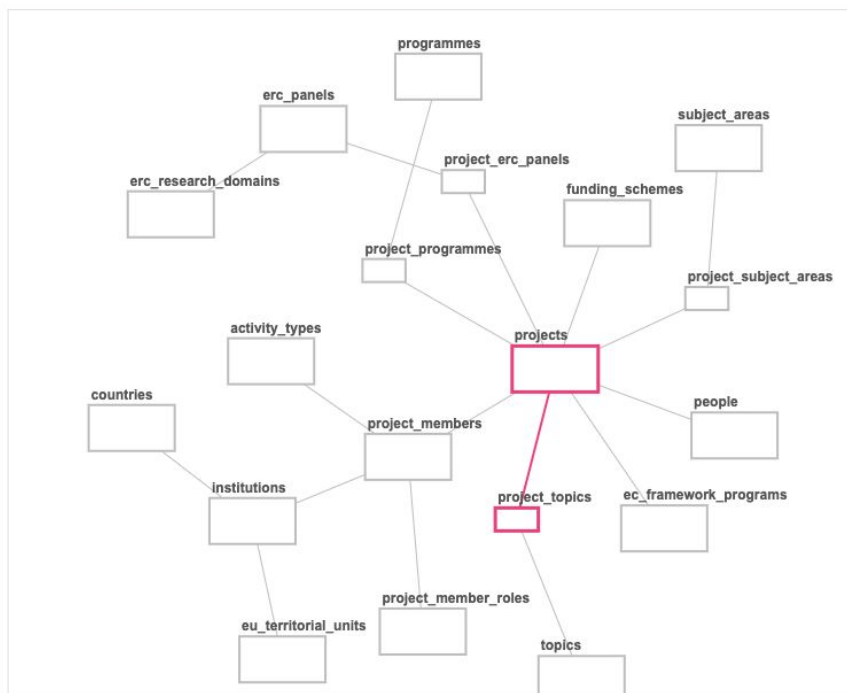 programmes
erc_panels
subject_areas
project_erc_panels
erc_research_domains
funding_schemes
project_programmes
project_subject_areas
activity_types
projects
countries
people
project_members
institutions
project_topics
ec_framework_programs
project_member_roles
eu_territorial_units
topics